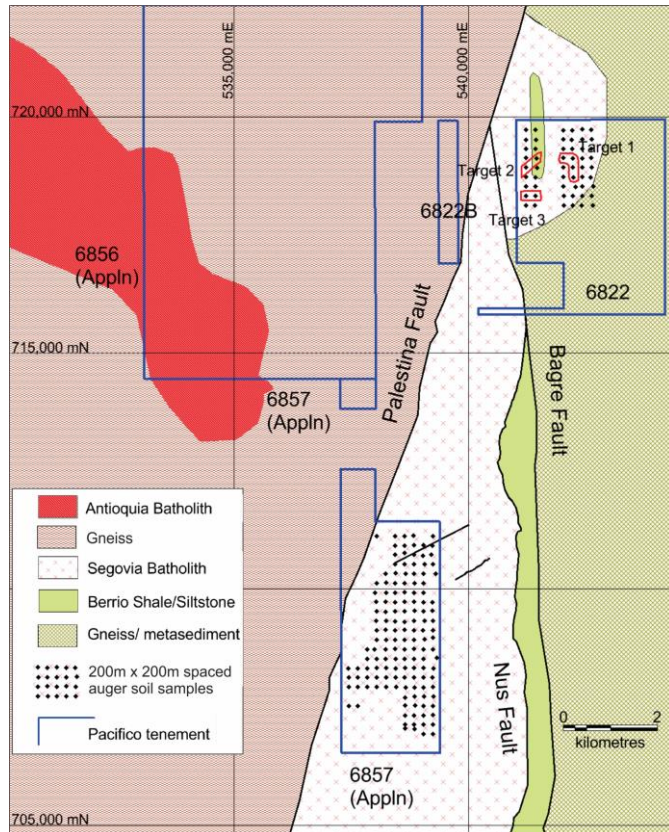 535,000 mE
540,000 mE
720,000 mN
Target 1
Target 2
Target 3
6822B
6856
(Appln)
6822
Palestina Fault
715,000 mN
6857
(Appln)
Bagre Fault
Antioquia Batholith
Gneiss
Segovia Batholith
Berrio Shale/Siltstone
Gneiss/ metasediment
200m x 200m spaced
auger soil samples
Pacifico tenement
Nus Fault
0 2
kilometres
6857
(Appln)
705,000 mN